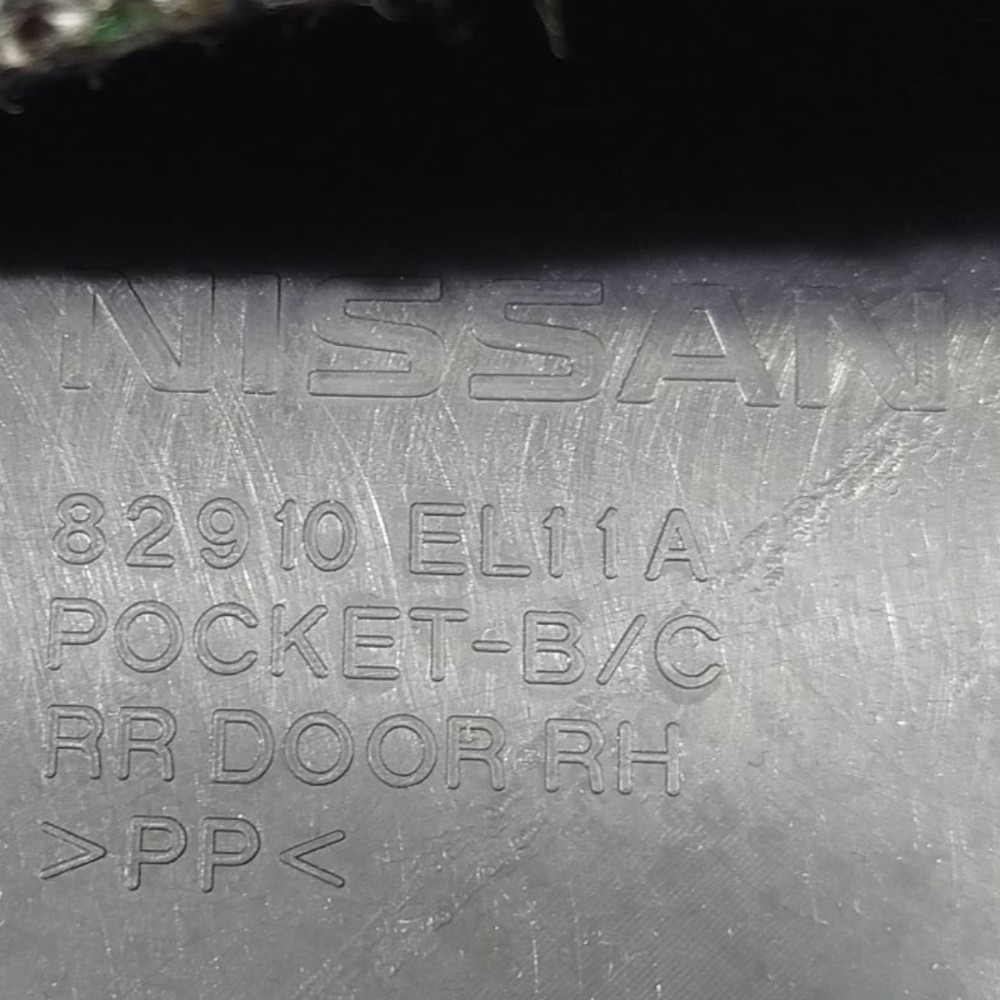 NISSAN
82910 EL11A
POCKET-B/C
RR DOOR RH
>PP<